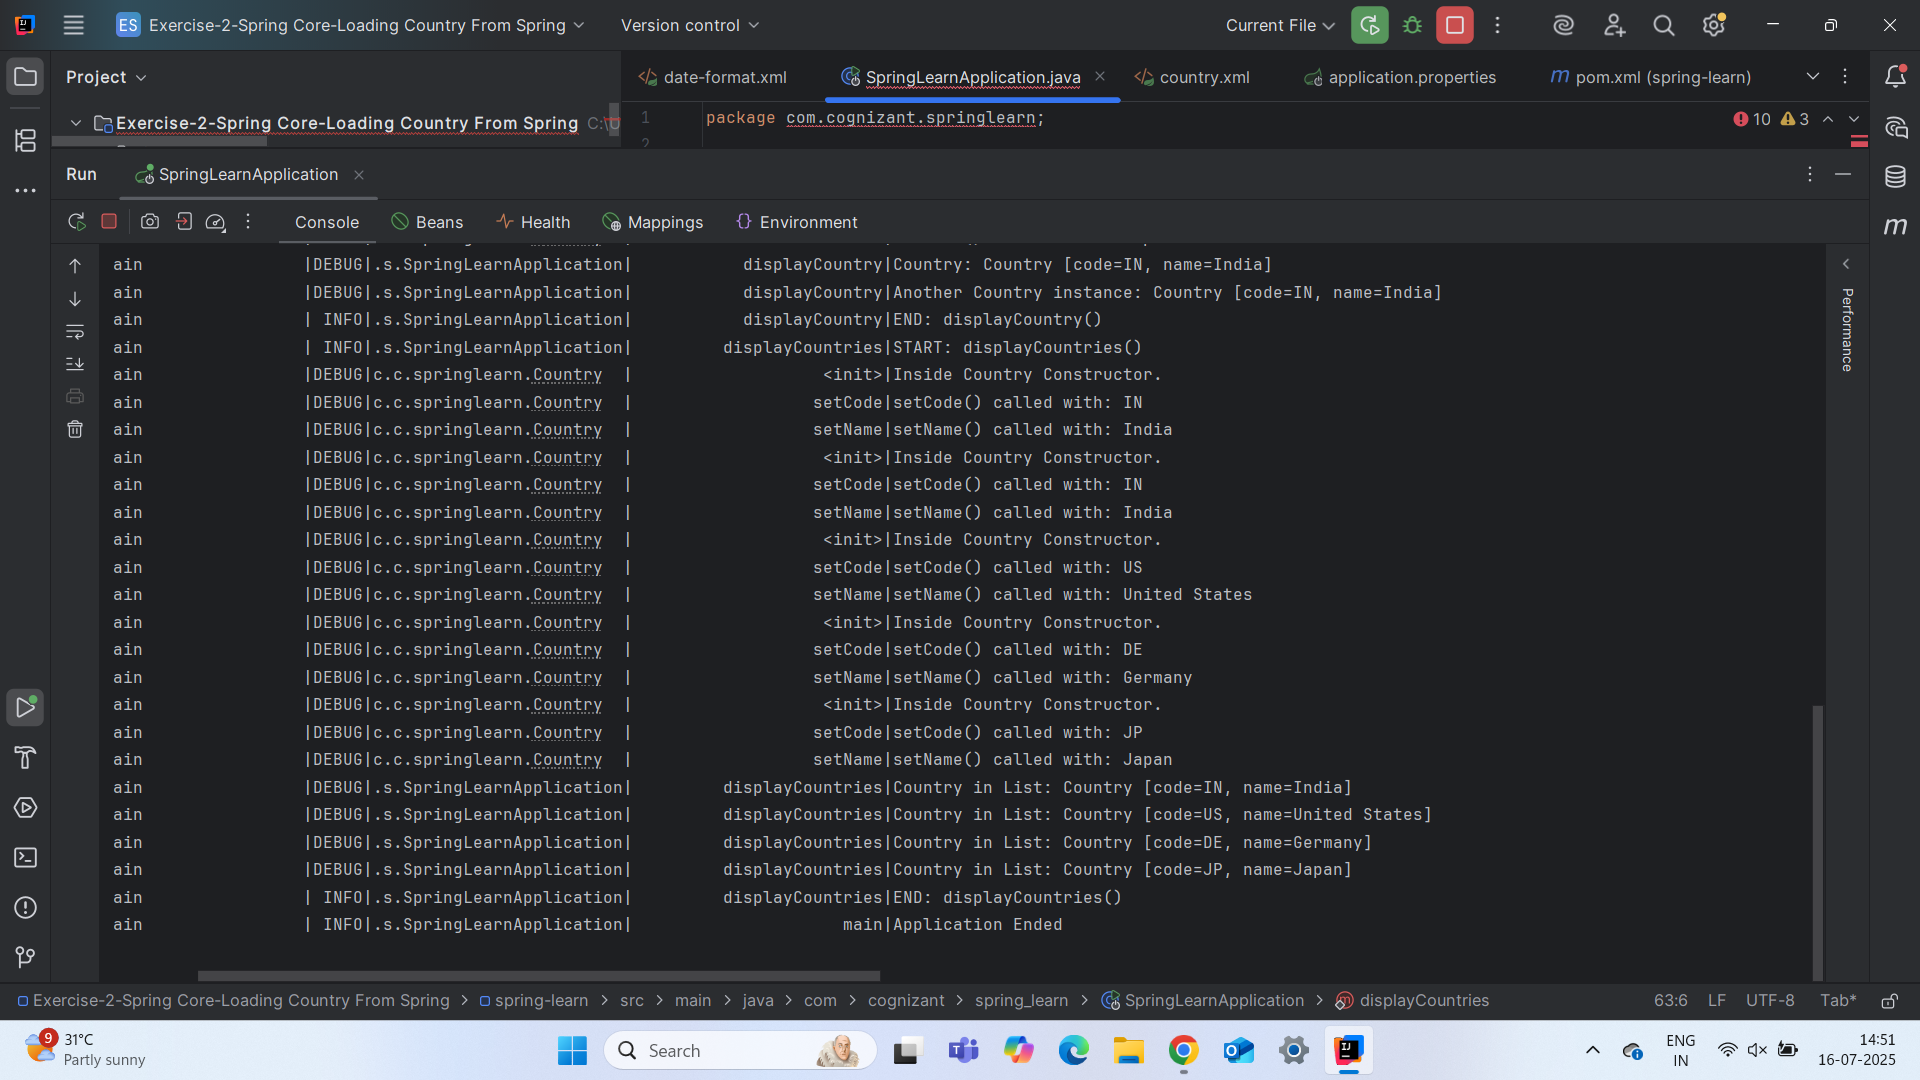 ES Exercise-2-Spring Core-Loading Country From Spring Version control Current File
Project
date-format.xml SpringLearnApplication.java country.xml application.properties m pom.xml (spring-learn)
Exercise-2-Spring Core-Loading Country From Spring C:\U
1 package com.cognizant.springlearn; 10 3
2
Run SpringLearnApplication
Console Beans Health Mappings Environment
ain |DEBUG|.s.SpringLearnApplication| displayCountry|Country: Country [code=IN, name=India]
ain |DEBUG|.s.SpringLearnApplication| displayCountry|Another Country instance: Country [code=IN, name=India]
ain | INFO|.s.SpringLearnApplication| displayCountry|END: displayCountry()
ain | INFO|.s.SpringLearnApplication| displayCountries|START: displayCountries()
ain |DEBUG|c.c.springlearn.Country | <init>|Inside Country Constructor.
ain |DEBUG|c.c.springlearn.Country | setCode|setCode() called with: IN
ain |DEBUG|c.c.springlearn.Country | setName|setName() called with: India
ain |DEBUG|c.c.springlearn.Country | <init>|Inside Country Constructor.
ain |DEBUG|c.c.springlearn.Country | setCode|setCode() called with: IN
ain |DEBUG|c.c.springlearn.Country | setName|setName() called with: India
ain |DEBUG|c.c.springlearn.Country | <init>|Inside Country Constructor.
ain |DEBUG|c.c.springlearn.Country | setCode|setCode() called with: US
ain |DEBUG|c.c.springlearn.Country | setName|setName() called with: United States
ain |DEBUG|c.c.springlearn.Country | <init>|Inside Country Constructor.
ain |DEBUG|c.c.springlearn.Country | setCode|setCode() called with: DE
ain |DEBUG|c.c.springlearn.Country | setName|setName() called with: Germany
ain |DEBUG|c.c.springlearn.Country | <init>|Inside Country Constructor.
ain |DEBUG|c.c.springlearn.Country | setCode|setCode() called with: JP
ain |DEBUG|c.c.springlearn.Country | setName|setName() called with: Japan
ain |DEBUG|.s.SpringLearnApplication| displayCountries|Country in List: Country [code=IN, name=India]
ain |DEBUG|.s.SpringLearnApplication| displayCountries|Country in List: Country [code=US, name=United States]
ain |DEBUG|.s.SpringLearnApplication| displayCountries|Country in List: Country [code=DE, name=Germany]
ain |DEBUG|.s.SpringLearnApplication| displayCountries|Country in List: Country [code=JP, name=Japan]
ain | INFO|.s.SpringLearnApplication| displayCountries|END: displayCountries()
ain | INFO|.s.SpringLearnApplication| main|Application Ended
Performance
Exercise-2-Spring Core-Loading Country From Spring > spring-learn > src > main > java > com > cognizant > spring_learn > SpringLearnApplication > displayCountries 63:6 LF UTF-8 Tab*
9 31°C
Partly sunny
Search
ENG
IN
14:51
16-07-2025